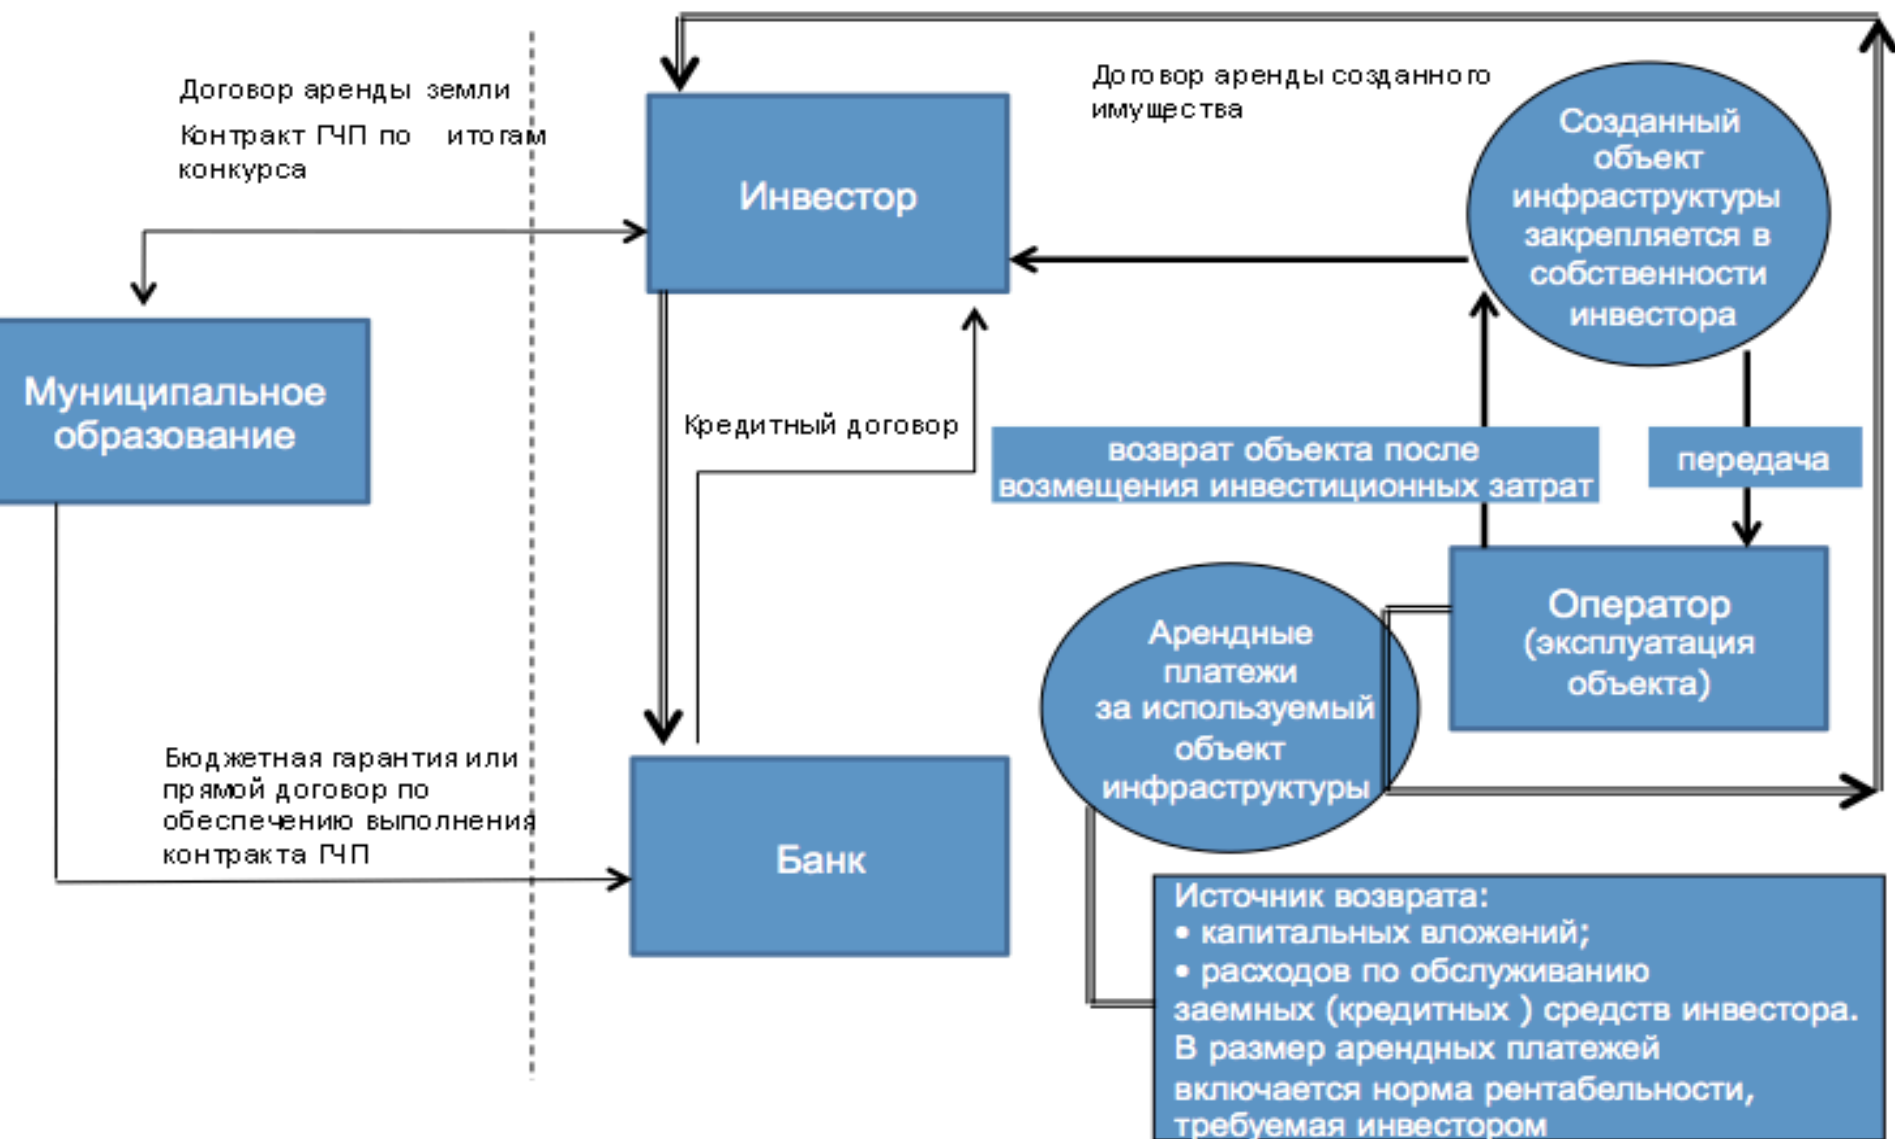 Договор аренды земли
Контракт ГЧП по итогам
конкурса
Инвестор
Договор аренды созданного
имущества
Созданный
объект
инфраструктуры
закрепляется в
собственности
инвестора
Муниципальное
образование
Кредитный договор
возврат объекта после
возмещения инвестиционных затрат
передача
Оператор
(эксплуатация
объекта)
Арендные
платежи
за используемый
объект
инфраструктуры
Бюджетная гарантия или
прямой договор по
обеспечению выполнения
контракта ГЧП
Банк
Источник возврата:
• капитальных вложений;
• расходов по обслуживанию
заемных (кредитных ) средств инвестора.
В размер арендных платежей
включается норма рентабельности,
требуемая инвестором